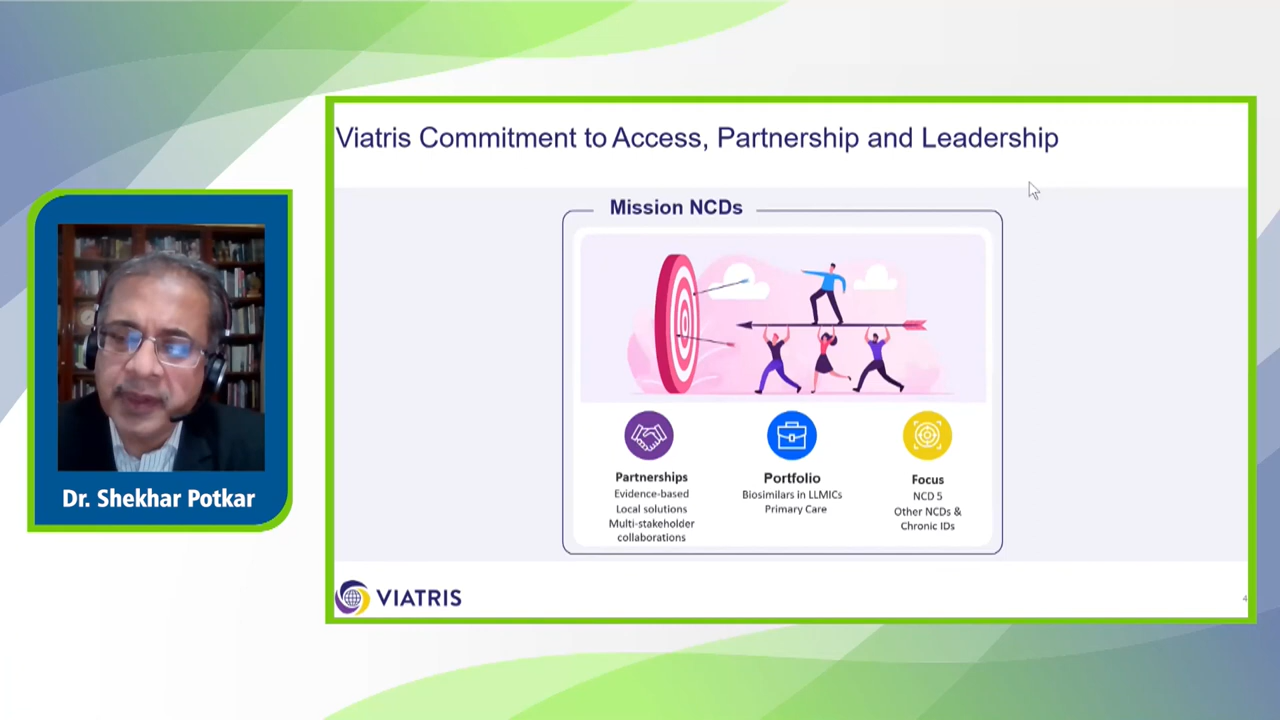 Viatris Commitment to Access, Partnership and Leadership
Mission NCDs
Partnerships
Evidence-based
Local solutions
Multi-stakeholder
collaborations
Portfolio
Biosimilars in LLMICs
Primary Care
Focus
NCD 5
Other NCDs &
Chronic IDs
Dr. Shekhar Potkar
VIATRIS
4